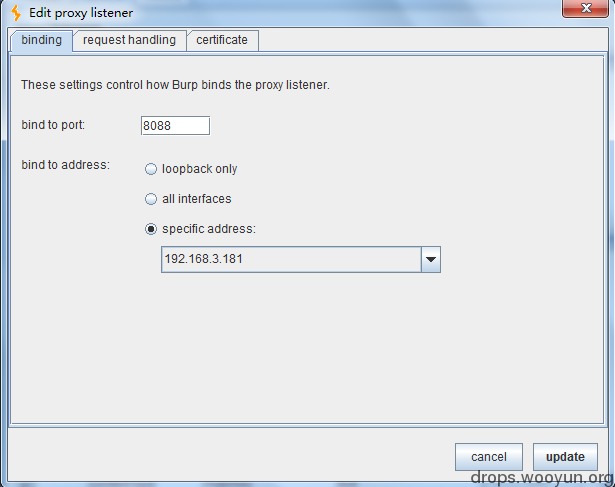 Edit proxy listener
binding request handling certificate
These settings control how Burp binds the proxy listener.
bind to port: 8088
bind to address: loopback only
all interfaces
specific address:
192.168.3.181
cancel update
drops.wooyun.org